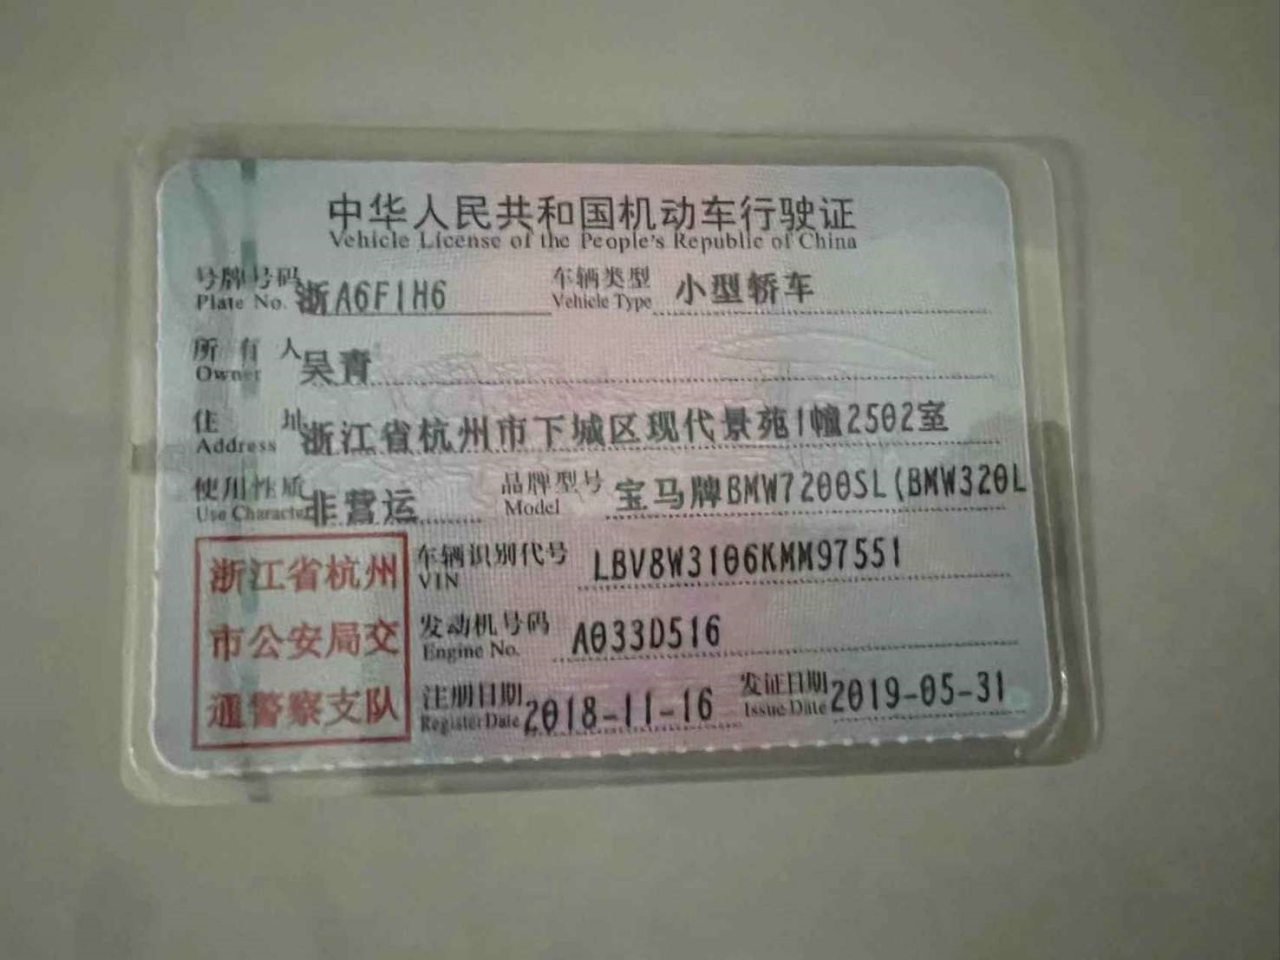 中华人民共和国机动车行驶证
Vehicle License of the People's Republic of China
号牌号码 浙A6F1H6 车辆类型 小型轿车
Plate No. Vehicle Type
所有人 吴青
Owner
住址 浙江省杭州市下城区现代景苑1幢2502室
Address
使用性质 非营运 品牌型号 宝马牌BMW7200SL(BMW320L
Use Character Model
浙江省杭州
市公安局交
通警察支队
车辆识别代号 LBV8W3106KMM97551
VIN
发动机号码 A033D516
Engine No.
注册日期 2018-11-16 发证日期 2019-05-31
Register Date Issue Date